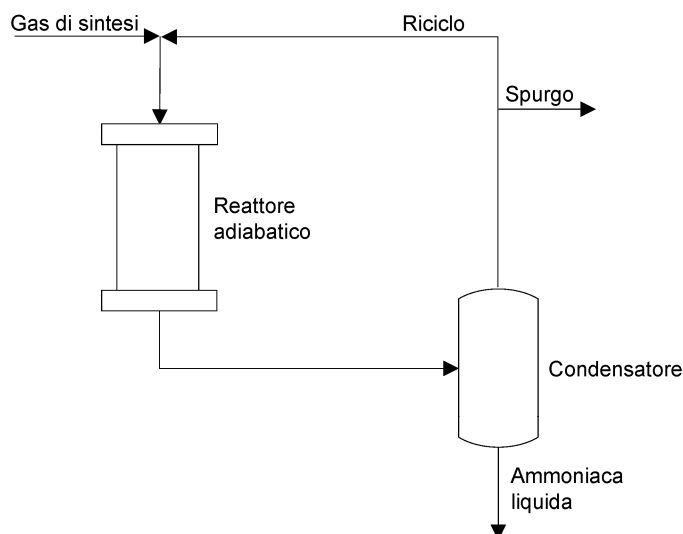 Gas di sintesi
Riciclo
Spurgo
Reattore
adiabatico
Condensatore
Ammoniaca
liquida